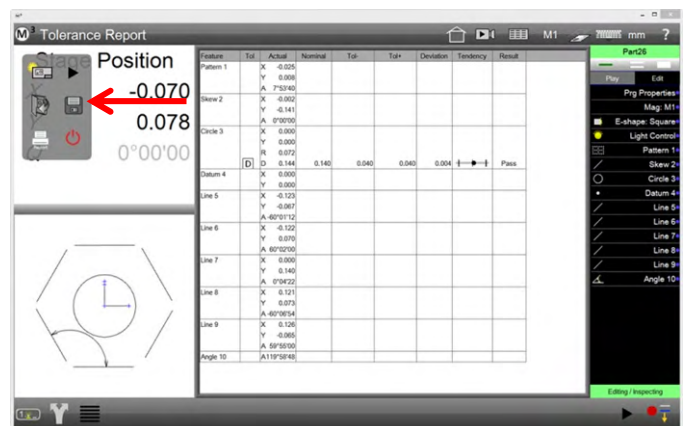 M³ Tolerance Report
M1
mm ?
Stage Position
-0.070
0.078
0°00'00
Feature Tol Actual Nominal Tol- Tol+ Deviation Tendency Result
Pattern 1 X -0.025
Y 0.008
A 7°53'40
Skew 2 X -0.002
Y -0.141
A 0°00'00
Circle 3 X 0.000
Y 0.000
R 0.072
D D 0.144 0.140 0.040 0.040 0.004 Pass
Datum 4 X 0.000
Y 0.000
Line 5 X -0.123
Y -0.067
A -60°01'12
Line 6 X -0.122
Y 0.070
A 60°02'00
Line 7 X 0.000
Y 0.140
A 0°04'22
Line 8 X 0.121
Y 0.073
A -60°06'54
Line 9 X 0.126
Y -0.065
A 59°55'00
Angle 10 A119°58'48
Part26
Play Edit
Prg Properties
Mag: M1
E-shape: Square
Light Control
Pattern 1
Skew 2
Circle 3
Datum 4
Line 5
Line 6
Line 7
Line 8
Line 9
Angle 10
Editing / Inspecting